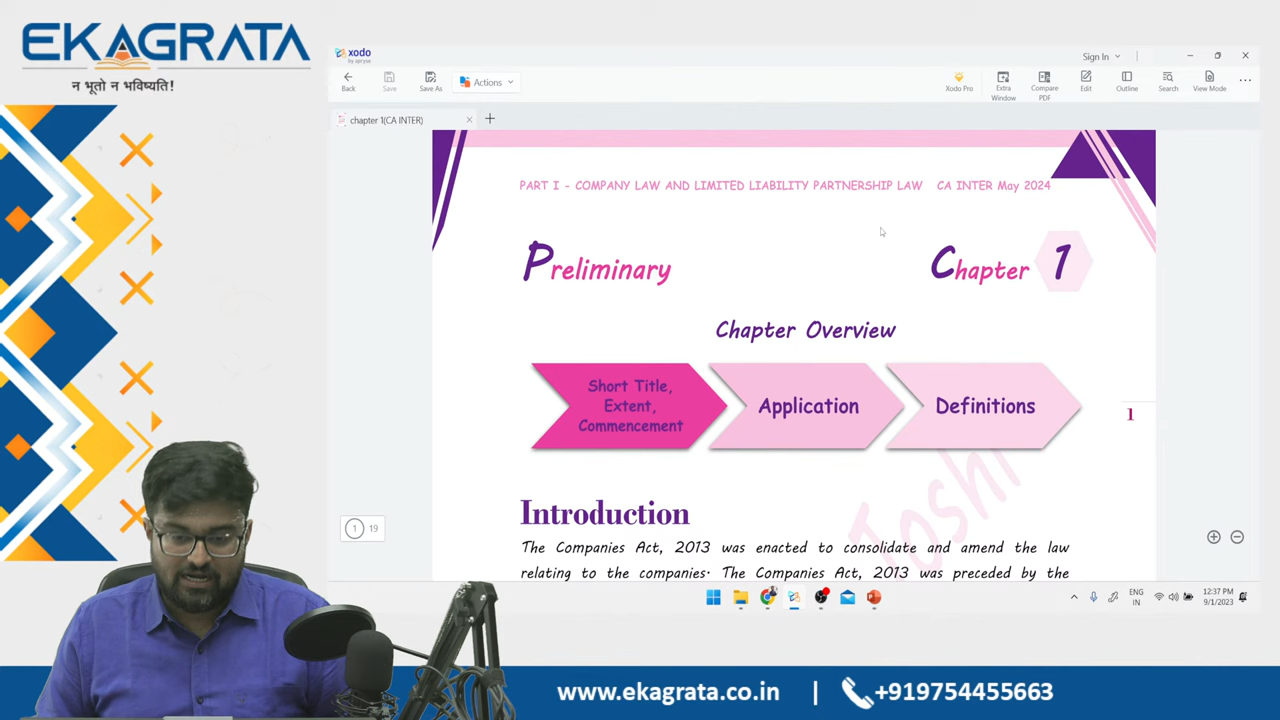 EKAGRATA
न भूतो न भविष्यति!
xodo
by apryse
Sign In
Back
Save
Save As
Actions
Xodo Pro
Extra Window
Compare PDF
Edit
Outline
Search
View Mode
chapter 1(CA INTER)
PART I - COMPANY LAW AND LIMITED LIABILITY PARTNERSHIP LAW CA INTER May 2024
Preliminary
Chapter 1
Chapter Overview
Short Title,
Extent,
Commencement
Application
Definitions
1
Toshi
Introduction
The Companies Act, 2013 was enacted to consolidate and amend the law
relating to the companies. The Companies Act, 2013 was preceded by the
1 19
ENG
IN
12:37 PM
9/1/2023
www.ekagrata.co.in | +919754455663